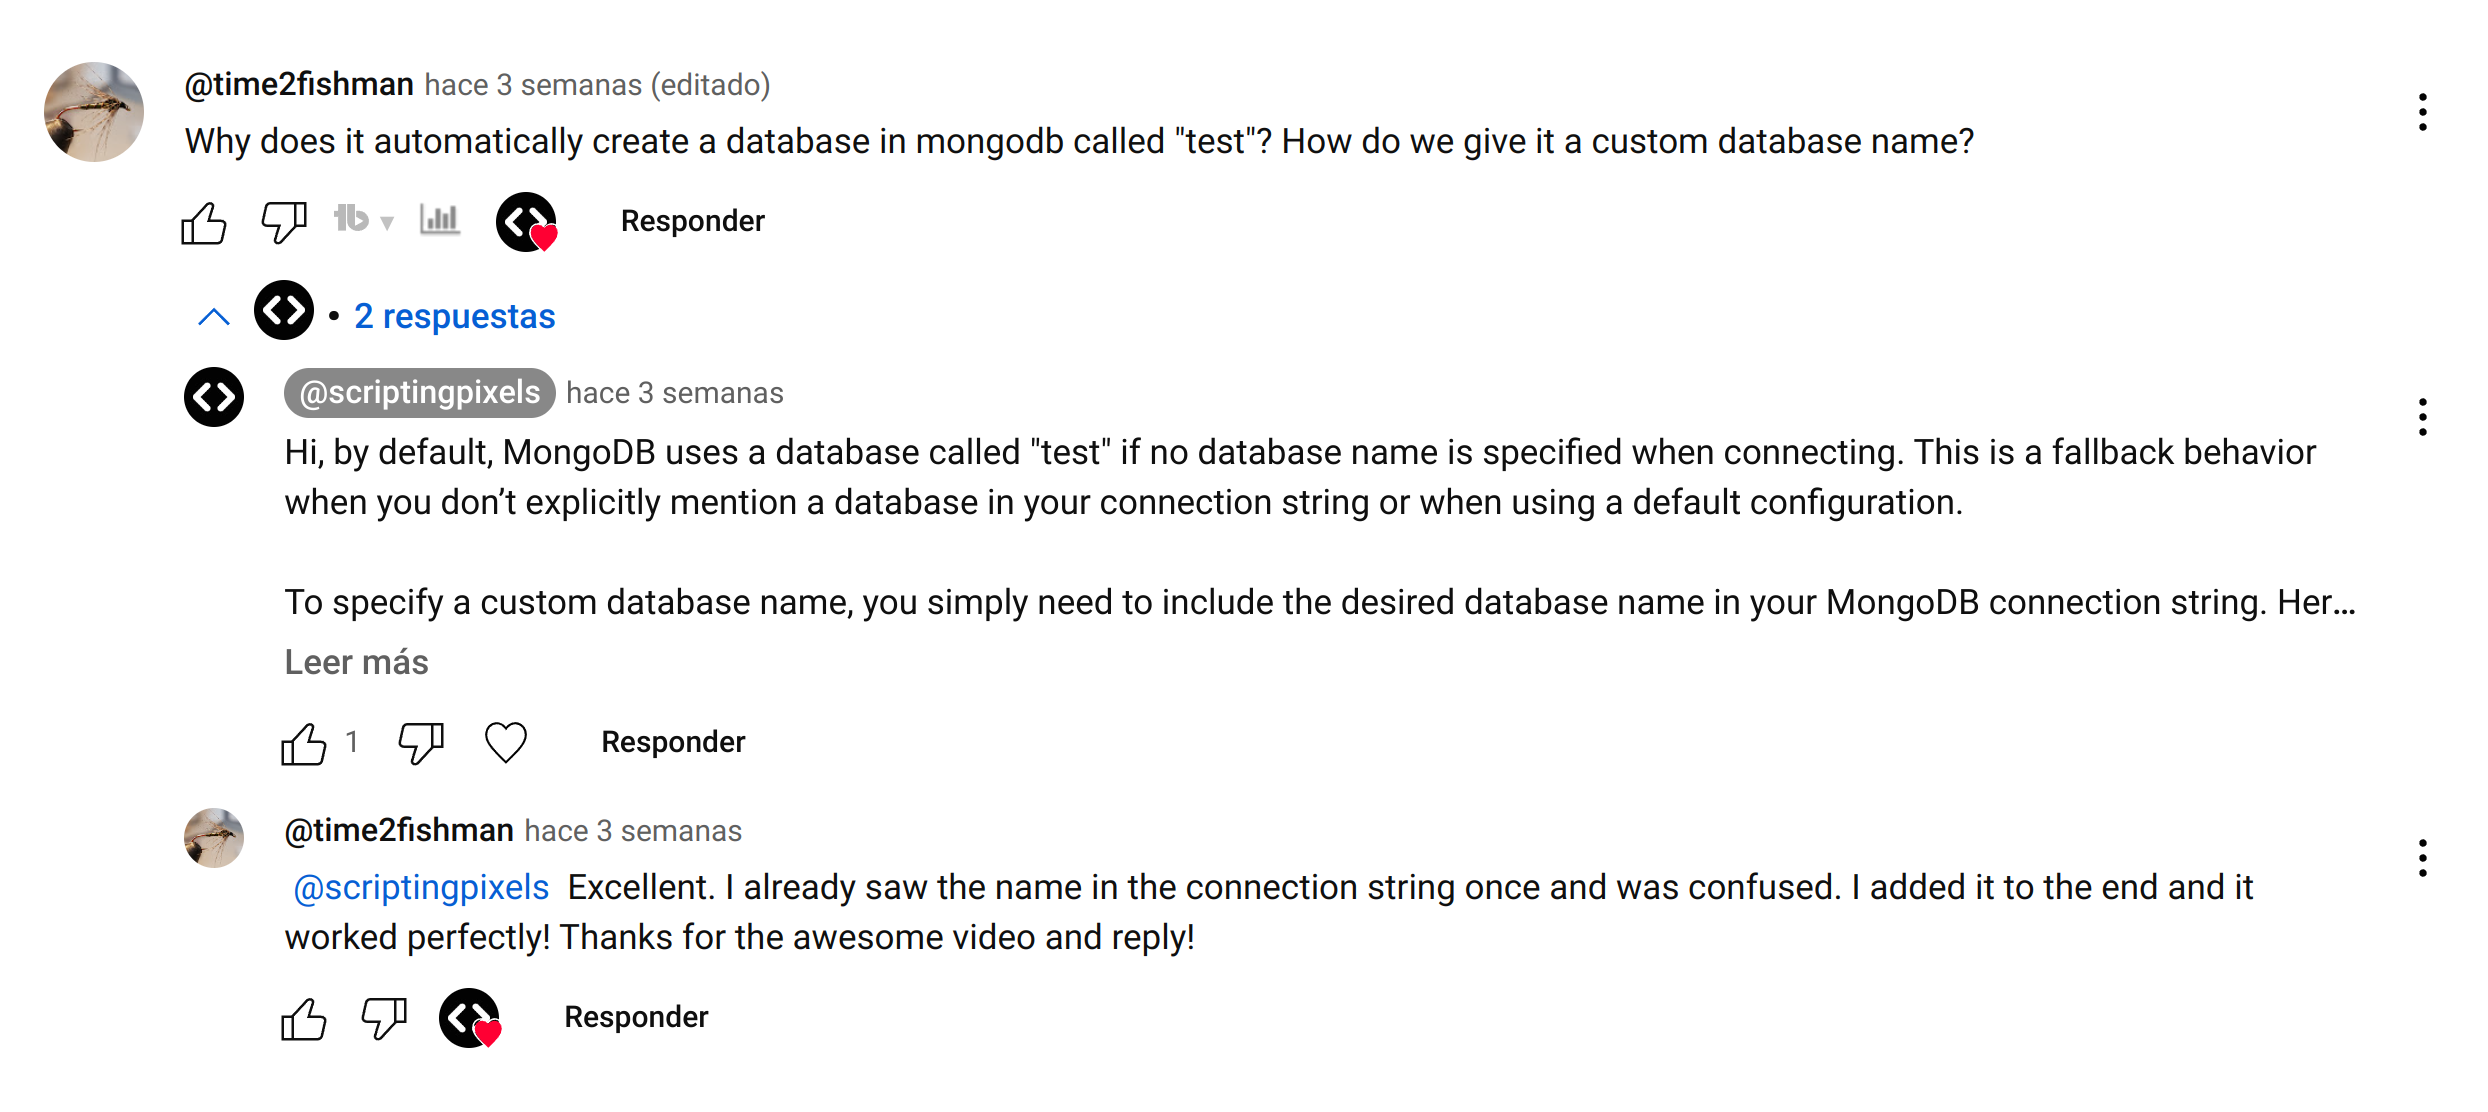 @time2fishman hace 3 semanas (editado)
Why does it automatically create a database in mongodb called "test"? How do we give it a custom database name?
Responder
• 2 respuestas
@scriptingpixels hace 3 semanas
Hi, by default, MongoDB uses a database called "test" if no database name is specified when connecting. This is a fallback behavior
when you don’t explicitly mention a database in your connection string or when using a default configuration.
To specify a custom database name, you simply need to include the desired database name in your MongoDB connection string. Her...
Leer más
1 Responder
@time2fishman hace 3 semanas
@scriptingpixels Excellent. I already saw the name in the connection string once and was confused. I added it to the end and it
worked perfectly! Thanks for the awesome video and reply!
Responder